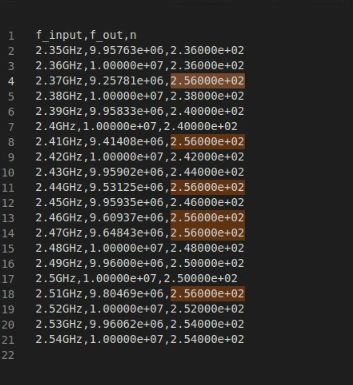 1 f_input,f_out,n
2 2.35GHz,9.95763e+06,2.36000e+02
3 2.36GHz,1.00000e+07,2.36000e+02
4 2.37GHz,9.25781e+06,2.56000e+02
5 2.38GHz,1.00000e+07,2.38000e+02
6 2.39GHz,9.95833e+06,2.40000e+02
7 2.4GHz,1.00000e+07,2.40000e+02
8 2.41GHz,9.41408e+06,2.56000e+02
9 2.42GHz,1.00000e+07,2.42000e+02
10 2.43GHz,9.95902e+06,2.44000e+02
11 2.44GHz,9.53125e+06,2.56000e+02
12 2.45GHz,9.95935e+06,2.46000e+02
13 2.46GHz,9.60937e+06,2.56000e+02
14 2.47GHz,9.64843e+06,2.56000e+02
15 2.48GHz,1.00000e+07,2.48000e+02
16 2.49GHz,9.96000e+06,2.50000e+02
17 2.5GHz,1.00000e+07,2.50000e+02
18 2.51GHz,9.80469e+06,2.56000e+02
19 2.52GHz,1.00000e+07,2.52000e+02
20 2.53GHz,9.96062e+06,2.54000e+02
21 2.54GHz,1.00000e+07,2.54000e+02
22